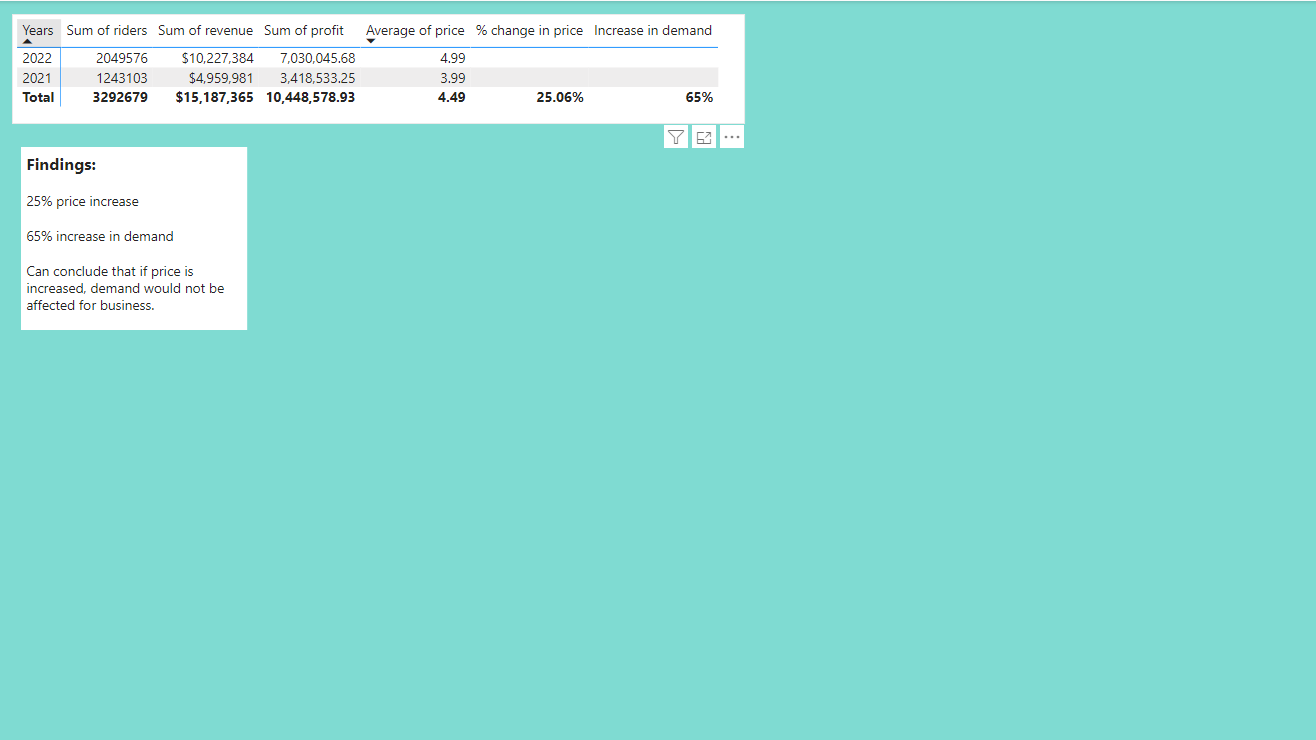 Years Sum of riders Sum of revenue Sum of profit Average of price % change in price Increase in demand
2022 2049576 $10,227,384 7,030,045.68 4.99
2021 1243103 $4,959,981 3,418,533.25 3.99
Total 3292679 $15,187,365 10,448,578.93 4.49 25.06% 65%
Findings:
25% price increase
65% increase in demand
Can conclude that if price is
increased, demand would not be
affected for business.